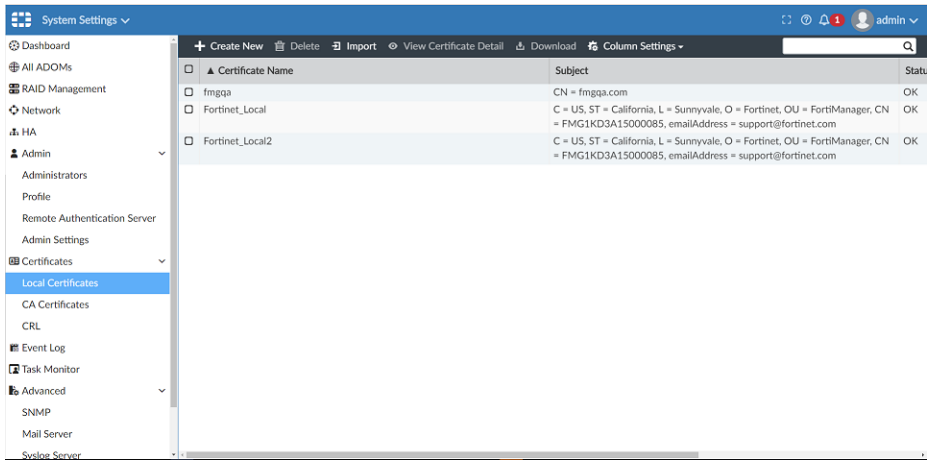 System Settings
1
admin
Dashboard
All ADOMs
RAID Management
Network
HA
Admin
Administrators
Profile
Remote Authentication Server
Admin Settings
Certificates
Local Certificates
CA Certificates
CRL
Event Log
Task Monitor
Advanced
SNMP
Mail Server
Syslog Server
Create New Delete Import View Certificate Detail Download Column Settings
Certificate Name Subject Statu
fmgqa CN = fmgqa.com OK
Fortinet_Local C = US, ST = California, L = Sunnyvale, O = Fortinet, OU = FortiManager, CN OK
= FMG1KD3A15000085, emailAddress = support@fortinet.com
Fortinet_Local2 C = US, ST = California, L = Sunnyvale, O = Fortinet, OU = FortiManager, CN OK
= FMG1KD3A15000085, emailAddress = support@fortinet.com